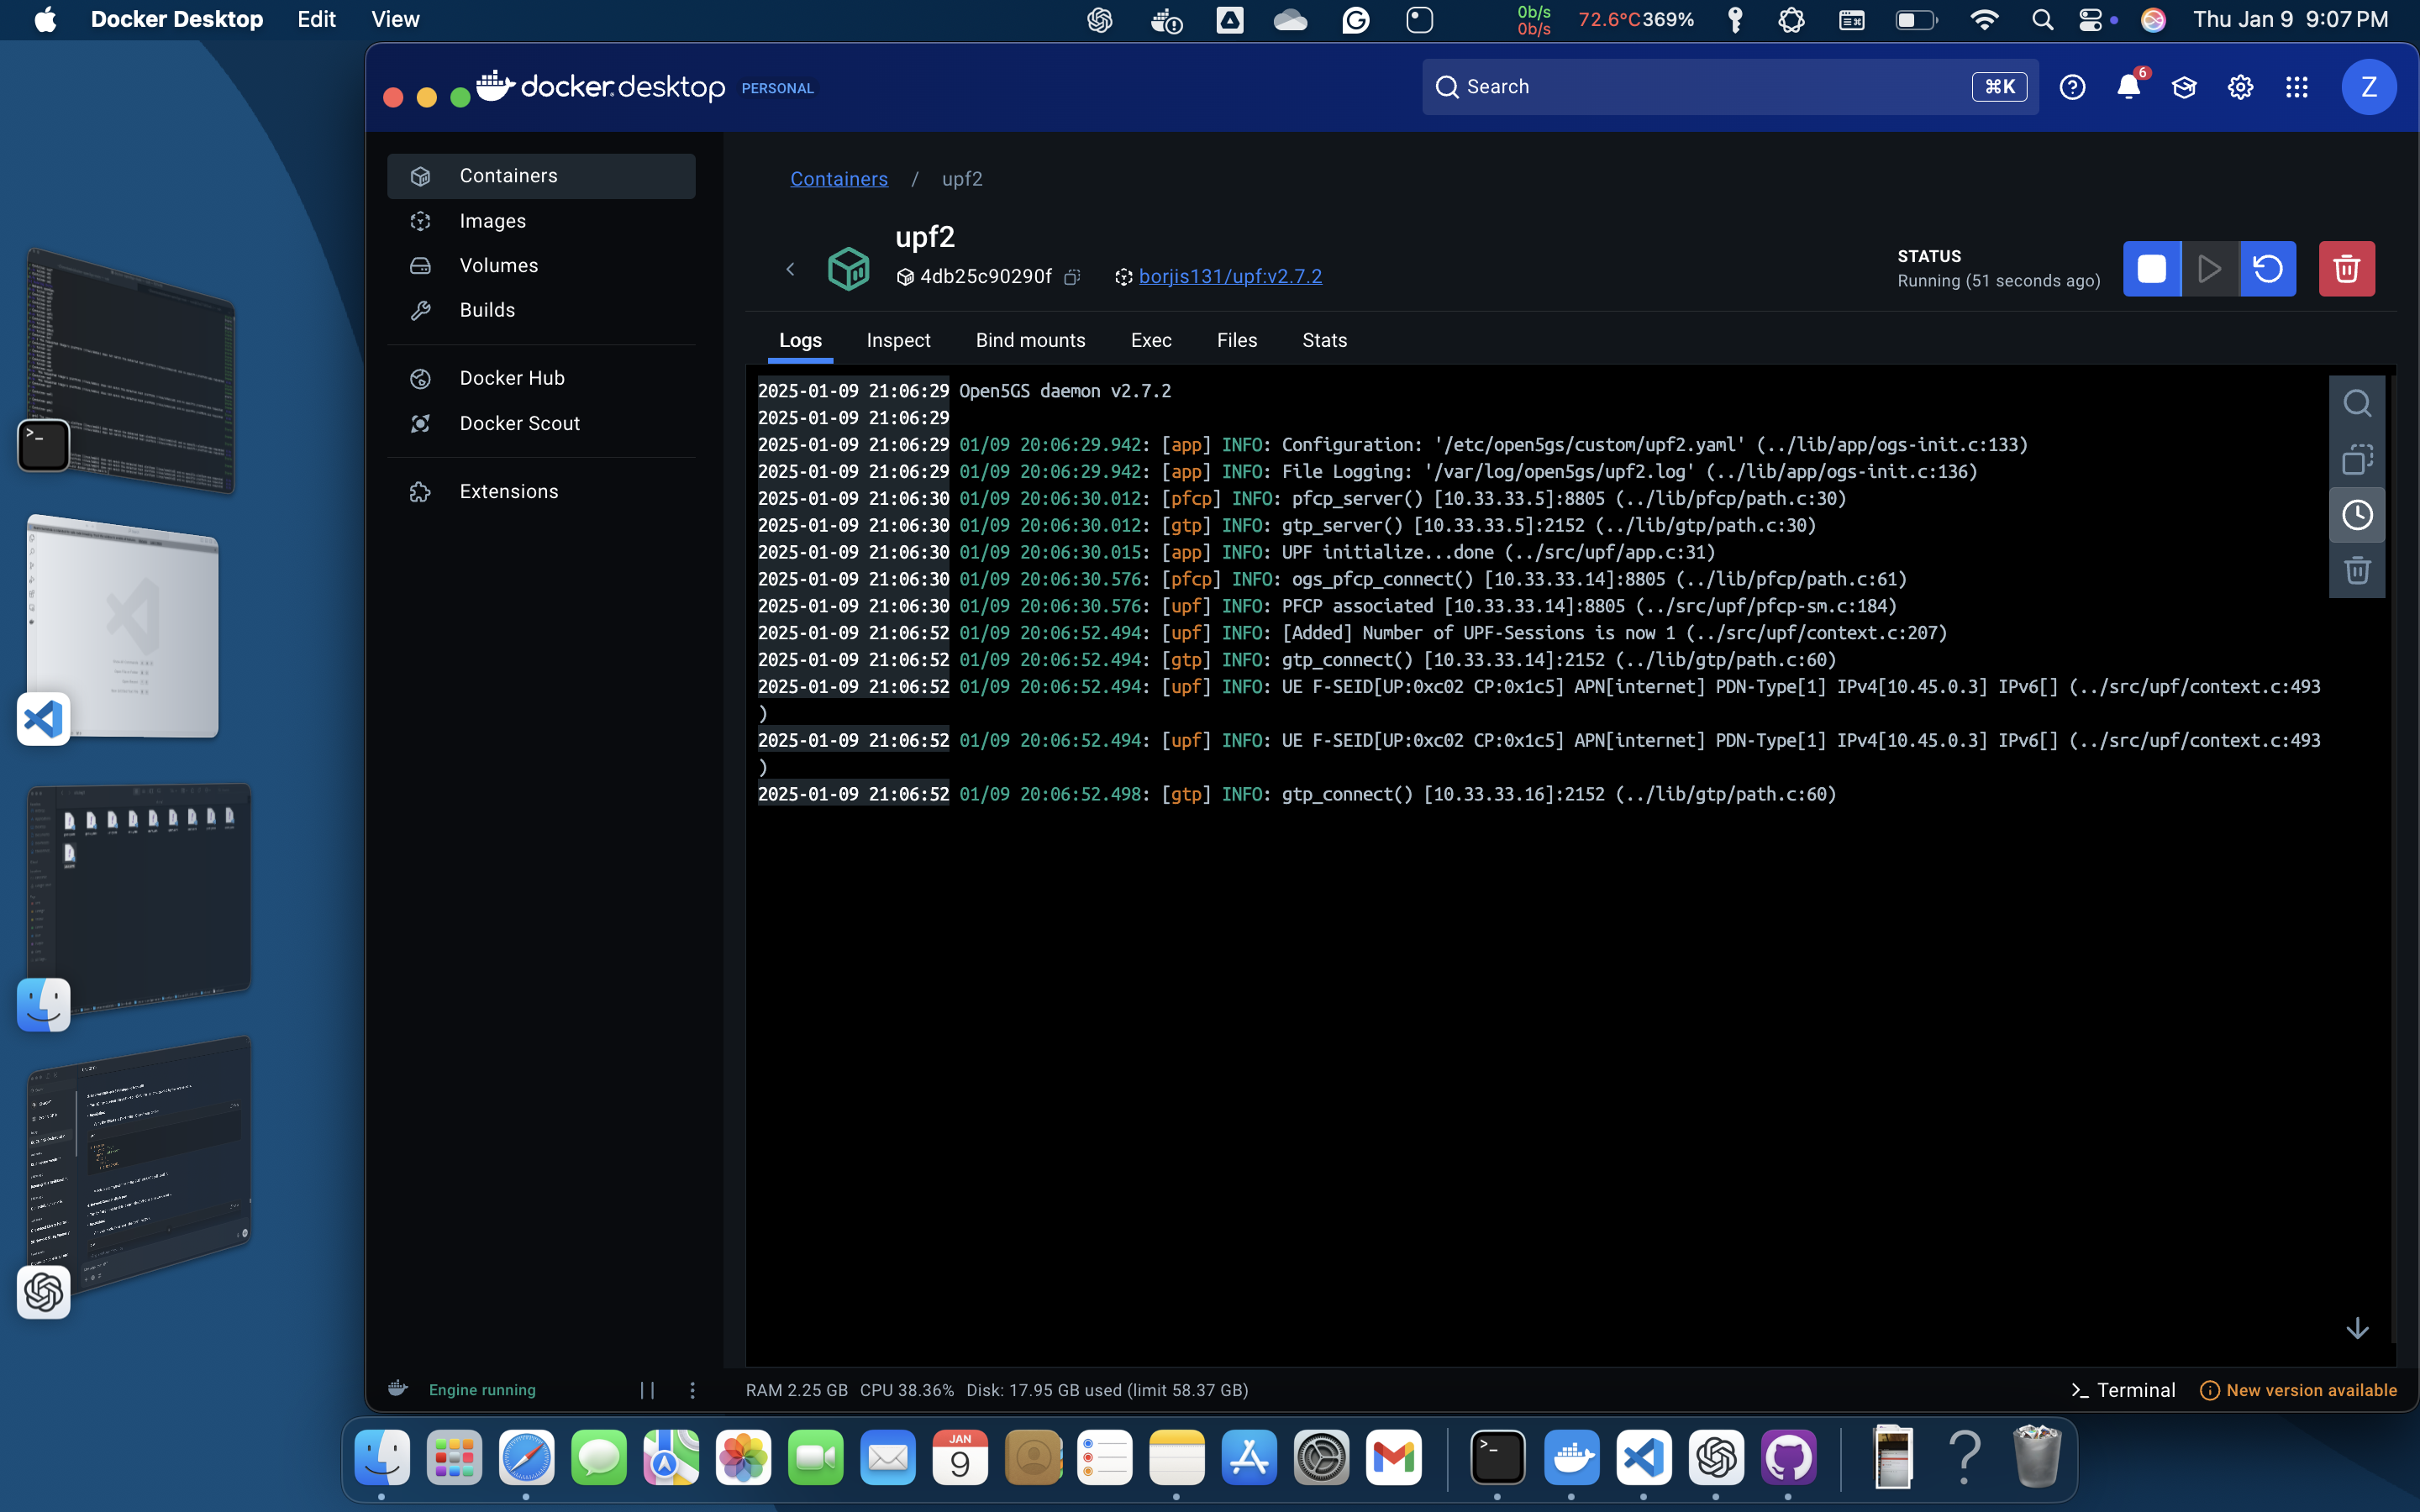 Docker Desktop Edit View
0b/s
0b/s
72.6°C369%
Thu Jan 9 9:07 PM
docker.desktop PERSONAL
Search
⌘K
6
Z
Containers
Images
Volumes
Builds
Docker Hub
Docker Scout
Extensions
Containers / upf2
upf2
4db25c90290f borjis131/upf:v2.7.2
STATUS
Running (51 seconds ago)
Logs Inspect Bind mounts Exec Files Stats
2025-01-09 21:06:29 Open5GS daemon v2.7.2
2025-01-09 21:06:29
2025-01-09 21:06:29 01/09 20:06:29.942: [app] INFO: Configuration: '/etc/open5gs/custom/upf2.yaml' (../lib/app/ogs-init.c:133)
2025-01-09 21:06:29 01/09 20:06:29.942: [app] INFO: File Logging: '/var/log/open5gs/upf2.log' (../lib/app/ogs-init.c:136)
2025-01-09 21:06:30 01/09 20:06:30.012: [pfcp] INFO: pfcp_server() [10.33.33.5]:8805 (../lib/pfcp/path.c:30)
2025-01-09 21:06:30 01/09 20:06:30.012: [gtp] INFO: gtp_server() [10.33.33.5]:2152 (../lib/gtp/path.c:30)
2025-01-09 21:06:30 01/09 20:06:30.015: [app] INFO: UPF initialize...done (../src/upf/app.c:31)
2025-01-09 21:06:30 01/09 20:06:30.576: [pfcp] INFO: ogs_pfcp_connect() [10.33.33.14]:8805 (../lib/pfcp/path.c:61)
2025-01-09 21:06:30 01/09 20:06:30.576: [upf] INFO: PFCP associated [10.33.33.14]:8805 (../src/upf/pfcp-sm.c:184)
2025-01-09 21:06:52 01/09 20:06:52.494: [upf] INFO: [Added] Number of UPF-Sessions is now 1 (../src/upf/context.c:207)
2025-01-09 21:06:52 01/09 20:06:52.494: [gtp] INFO: gtp_connect() [10.33.33.14]:2152 (../lib/gtp/path.c:60)
2025-01-09 21:06:52 01/09 20:06:52.494: [upf] INFO: UE F-SEID[UP:0xc02 CP:0x1c5] APN[internet] PDN-Type[1] IPv4[10.45.0.3] IPv6[] (../src/upf/context.c:493
)
2025-01-09 21:06:52 01/09 20:06:52.494: [upf] INFO: UE F-SEID[UP:0xc02 CP:0x1c5] APN[internet] PDN-Type[1] IPv4[10.45.0.3] IPv6[] (../src/upf/context.c:493
)
2025-01-09 21:06:52 01/09 20:06:52.498: [gtp] INFO: gtp_connect() [10.33.33.16]:2152 (../lib/gtp/path.c:60)
Engine running
RAM 2.25 GB CPU 38.36% Disk: 17.95 GB used (limit 58.37 GB)
>_ Terminal
New version available
JAN
9